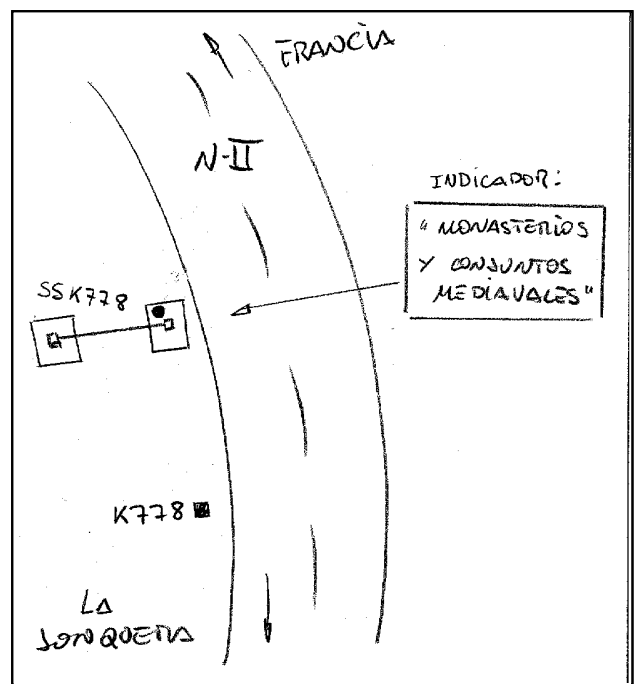 FRANCIA
N-II
INDICADOR:
"MONASTERIOS
Y CONJUNTOS
MEDIAVALES"
SSK778
K778
LA
JONQUERA